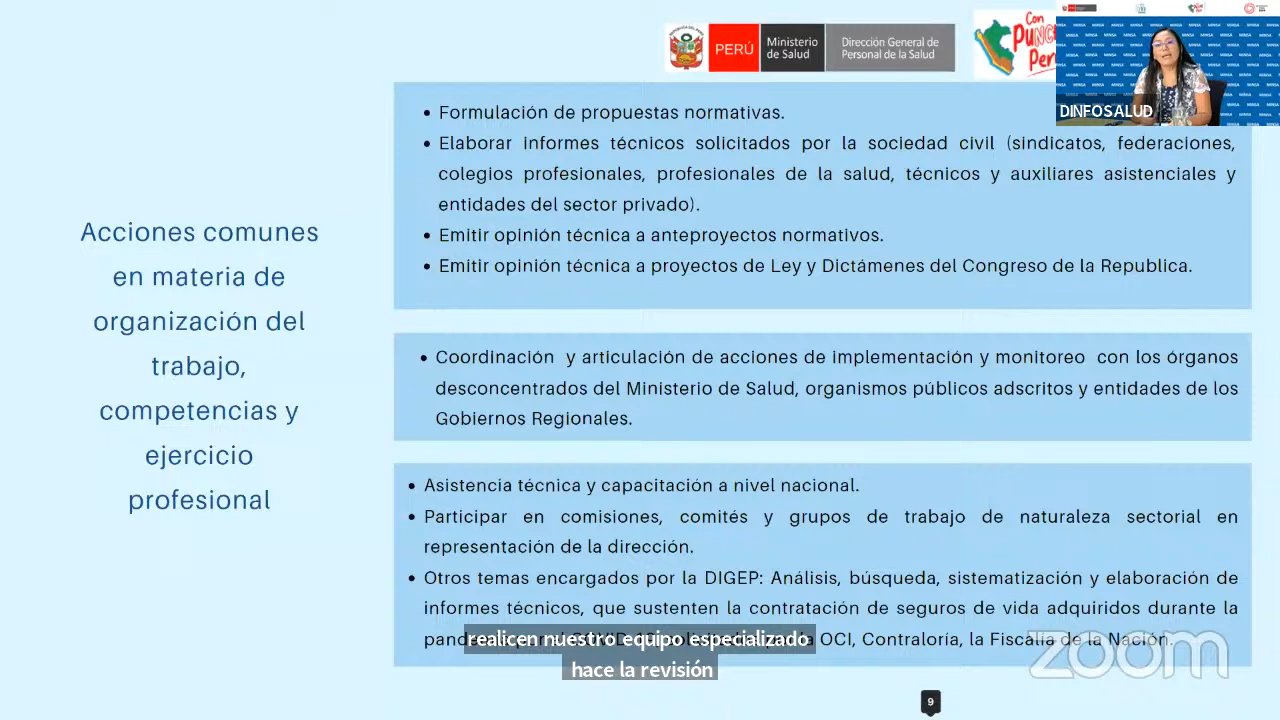 PERÚ
Ministerio
de Salud
Dirección General de
Personal de la Salud
Con
Punche
Perú
DINFOSALUD
Acciones comunes
en materia de
organización del
trabajo,
competencias y
ejercicio
profesional
• Formulación de propuestas normativas.
• Elaborar informes técnicos solicitados por la sociedad civil (sindicatos, federaciones,
colegios profesionales, profesionales de la salud, técnicos y auxiliares asistenciales y
entidades del sector privado).
• Emitir opinión técnica a anteproyectos normativos.
• Emitir opinión técnica a proyectos de Ley y Dictámenes del Congreso de la Republica.
• Coordinación y articulación de acciones de implementación y monitoreo con los órganos
desconcentrados del Ministerio de Salud, organismos públicos adscritos y entidades de los
Gobiernos Regionales.
• Asistencia técnica y capacitación a nivel nacional.
• Participar en comisiones, comités y grupos de trabajo de naturaleza sectorial en
representación de la dirección.
• Otros temas encargados por la DIGEP: Análisis, búsqueda, sistematización y elaboración de
informes técnicos, que sustenten la contratación de seguros de vida adquiridos durante la
OCI, Contraloría, la Fiscalía de la Nación.
realicen nuestro equipo especializado
hace la revisión
zoom
9